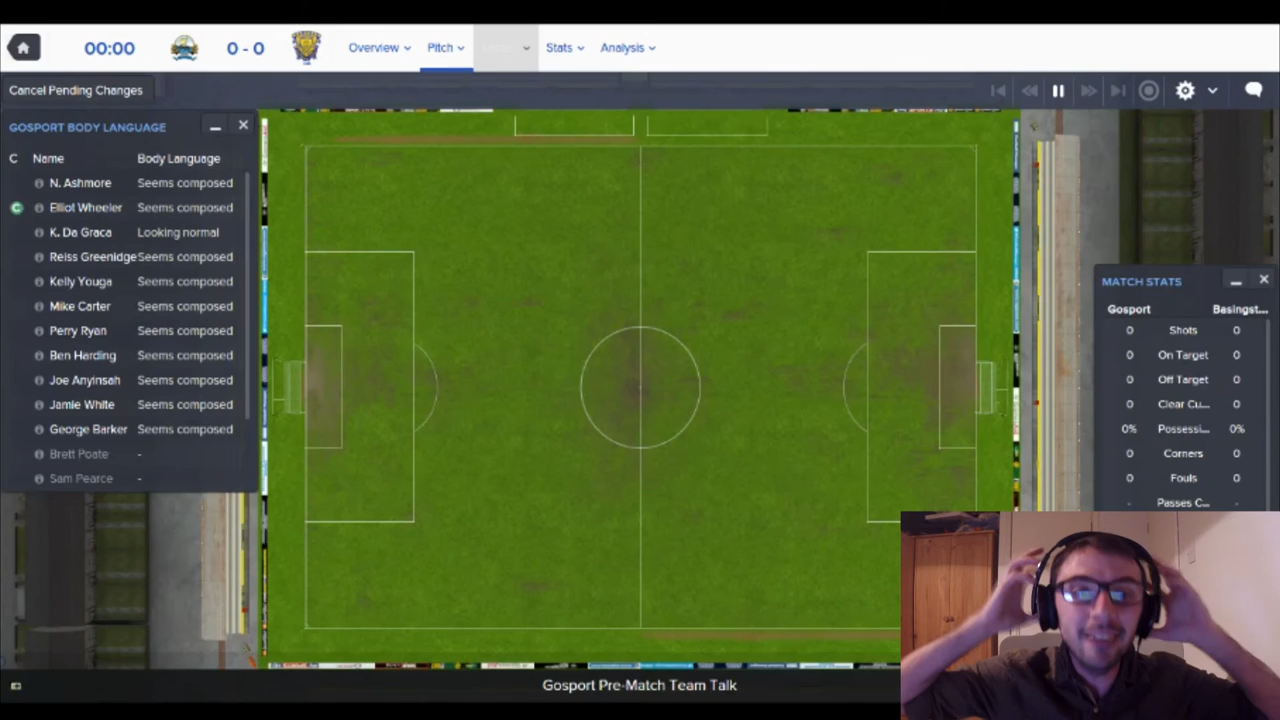 00:00 0 - 0 Overview Pitch Stats Analysis
Cancel Pending Changes
GOSPORT BODY LANGUAGE
C Name Body Language
N. Ashmore Seems composed
C Elliot Wheeler Seems composed
K. Da Graca Looking normal
Reiss Greenidge Seems composed
Kelly Youga Seems composed
Mike Carter Seems composed
Perry Ryan Seems composed
Ben Harding Seems composed
Joe Anyinsah Seems composed
Jamie White Seems composed
George Barker Seems composed
Brett Poate -
Sam Pearce -
MATCH STATS
Gosport Basingst...
0 Shots 0
0 On Target 0
0 Off Target 0
0 Clear Cu... 0
0% Possessi... 0%
0 Corners 0
0 Fouls 0
- Passes C... -
Gosport Pre-Match Team Talk